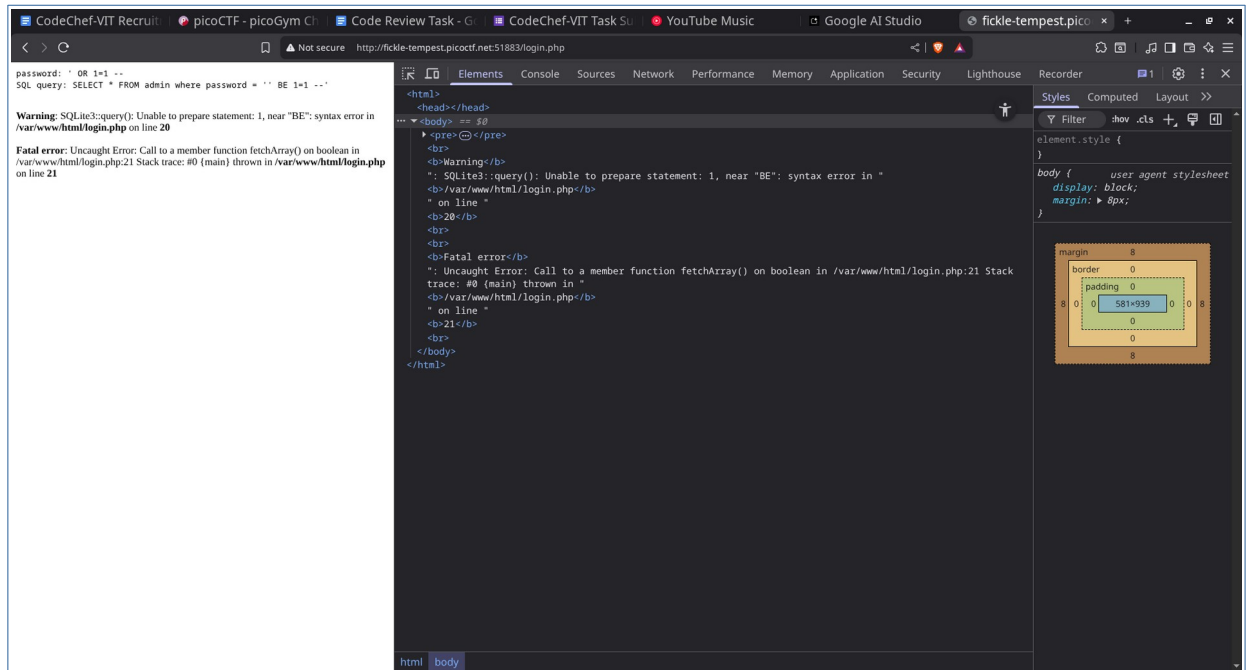 CodeChef-VIT Recruit
picoCTF - picoGym Ch
Code Review Task - G
CodeChef-VIT Task Su
YouTube Music
Google AI Studio
fickle-tempest.pico
Not secure http://fickle-tempest.picoctf.net:51883/login.php
password: ' OR 1=1 --
SQL query: SELECT * FROM admin where password = '' BE 1=1 --'
Warning: SQLite3::query(): Unable to prepare statement: 1, near "BE": syntax error in
/var/www/html/login.php on line 20
Fatal error: Uncaught Error: Call to a member function fetchArray() on boolean in
/var/www/html/login.php:21 Stack trace: #0 {main} thrown in /var/www/html/login.php
on line 21
Elements Console Sources Network Performance Memory Application Security Lighthouse Recorder 1
<html>
<head></head>
<body> == $0
<pre>…</pre>
<br>
<b>Warning</b>
": SQLite3::query(): Unable to prepare statement: 1, near "BE": syntax error in "
<b>/var/www/html/login.php</b>
" on line "
<b>20</b>
<br>
<br>
<b>Fatal error</b>
": Uncaught Error: Call to a member function fetchArray() on boolean in /var/www/html/login.php:21 Stack
trace: #0 {main} thrown in "
<b>/var/www/html/login.php</b>
" on line "
<b>21</b>
<br>
</body>
</html>
html body
Styles Computed Layout
Filter :hov .cls
element.style {
}
body { user agent stylesheet
display: block;
margin: 8px;
}
margin 8
border 0
padding 0
8 0 0 581×939 0 0 8
0
0
8